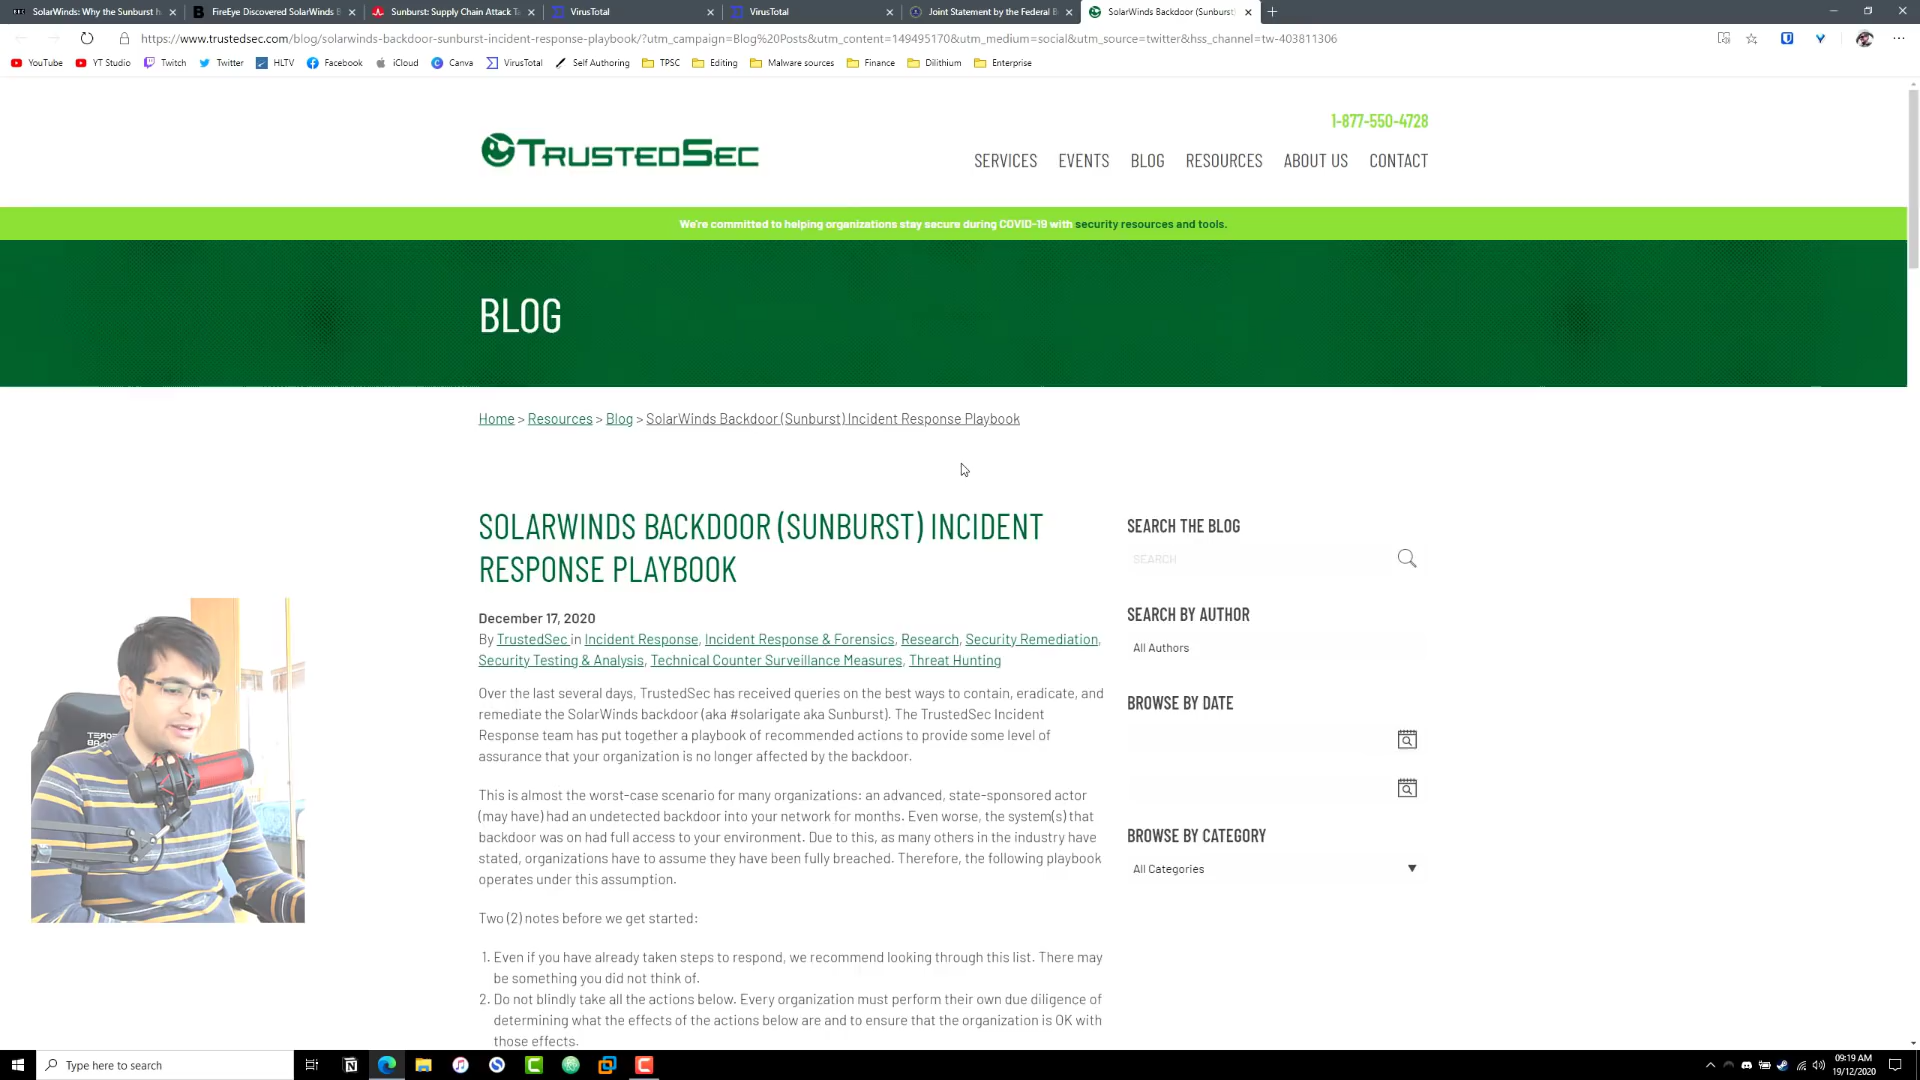 SolarWinds: Why the Sunburst h
FireEye Discovered SolarWinds B
Sunburst: Supply Chain Attack T
VirusTotal
VirusTotal
Joint Statement by the Federal B
SolarWinds Backdoor (Sunburst)
https://www.trustedsec.com/blog/solarwinds-backdoor-sunburst-incident-response-playbook/?utm_campaign=Blog%20Posts&utm_content=149495170&utm_medium=social&utm_source=twitter&hss_channel=tw-403811306
YouTube YT Studio Twitch Twitter HLTV Facebook iCloud Canva VirusTotal Self Authoring TPSC Editing Malware sources Finance Dilithium Enterprise
1-877-550-4728
TRUSTEDSEC
SERVICES EVENTS BLOG RESOURCES ABOUT US CONTACT
We're committed to helping organizations stay secure during COVID-19 with security resources and tools.
BLOG
Home > Resources > Blog > SolarWinds Backdoor (Sunburst) Incident Response Playbook
SOLARWINDS BACKDOOR (SUNBURST) INCIDENT
RESPONSE PLAYBOOK
December 17, 2020
By TrustedSec in Incident Response, Incident Response & Forensics, Research, Security Remediation,
Security Testing & Analysis, Technical Counter Surveillance Measures, Threat Hunting
Over the last several days, TrustedSec has received queries on the best ways to contain, eradicate, and
remediate the SolarWinds backdoor (aka #solarigate aka Sunburst). The TrustedSec Incident
Response team has put together a playbook of recommended actions to provide some level of
assurance that your organization is no longer affected by the backdoor.
This is almost the worst-case scenario for many organizations: an advanced, state-sponsored actor
(may have) had an undetected backdoor into your network for months. Even worse, the system(s) that
backdoor was on had full access to your environment. Due to this, as many others in the industry have
stated, organizations have to assume they have been fully breached. Therefore, the following playbook
operates under this assumption.
Two (2) notes before we get started:
1. Even if you have already taken steps to respond, we recommend looking through this list. There may
be something you did not think of.
2. Do not blindly take all the actions below. Every organization must perform their own due diligence of
determining what the effects of the actions below are and to ensure that the organization is OK with
those effects.
SEARCH THE BLOG
SEARCH
SEARCH BY AUTHOR
All Authors
BROWSE BY DATE
BROWSE BY CATEGORY
All Categories
Type here to search
09:19 AM
19/12/2020